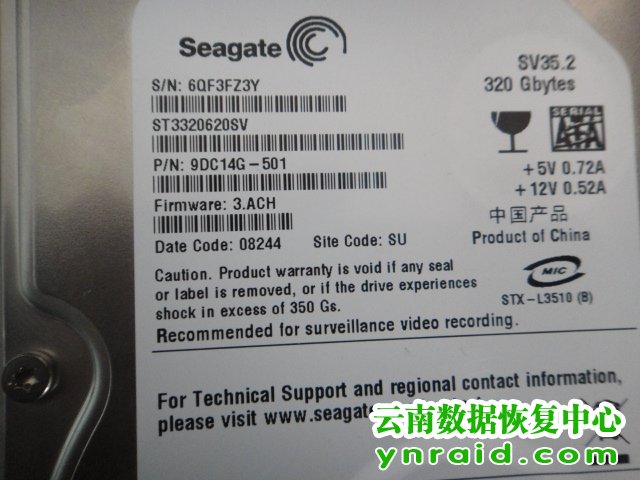 Seagate
SV35.2
320 Gbytes
S/N: 6QF3FZ3Y
ST3320620SV
SERIAL
ATA
P/N: 9DC14G-501
+5V 0.72A
+12V 0.52A
Firmware: 3.ACH
中国产品
Date Code: 08244 Site Code: SU
Product of China
Caution. Product warranty is void if any seal
or label is removed, or if the drive experiences
shock in excess of 350 Gs.
MIC
STX-L3510 (B)
Recommended for surveillance video recording.
For Technical Support and regional contact information,
please visit www.seagate
云南数据恢复中心
ynraid.com